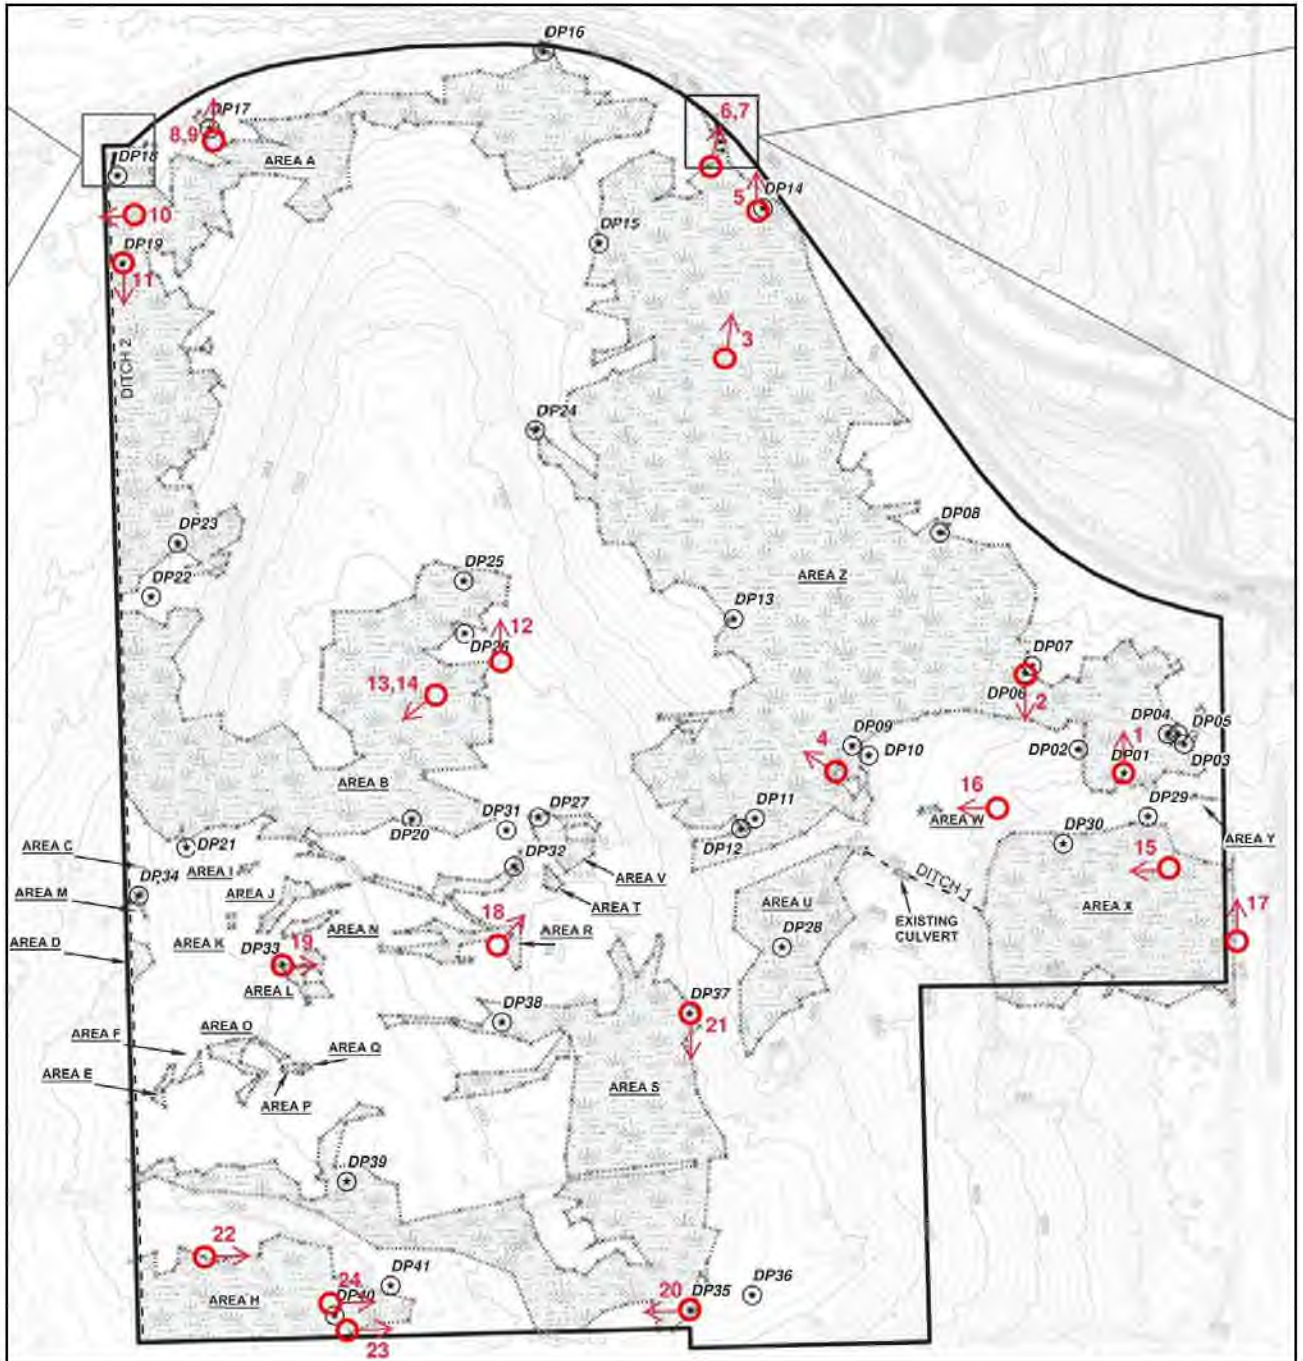 DP16
DP17
6,7
8,9
AREA A
DP18
DP14
5
10
DP15
DP19
11
3
DITCH 2
DP24
DP08
DP23
DP25
AREA Z
DP22
DP13
12
DP26
DP07
13,14
DP06
2
DP04
DP05
1
4
DP09
DP02
DP10
DP01
DP03
AREA B
16
DP31
DP27
DP11
DP29
DP20
AREA W
DP12
DP30
AREA Y
AREA C
DP21
DP32
15
AREA I
AREA V
DP34
DITCH 1
AREA M
AREA J
AREA T
AREA U
AREA X
18
EXISTING
CULVERT
17
AREA N
AREA R
AREA D
AREA K
19
DP28
DP33
AREA L
DP37
DP38
21
AREA F
AREA O
AREA Q
AREA E
AREA S
AREA P
DP39
22
DP41
DP36
24
AREA H
DP40
20
DP35
23